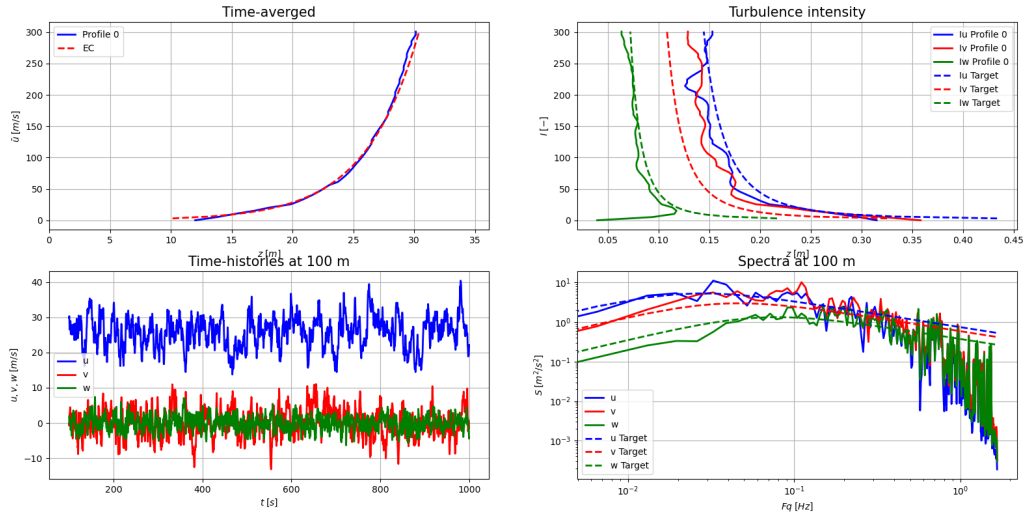 Time-averged
Profile 0
EC
ū [m/s]
300
250
200
150
100
50
0
0 5 10 15 20 25 30 35
z [m]
Turbulence intensity
Iu Profile 0
Iv Profile 0
Iw Profile 0
Iu Target
Iv Target
Iw Target
I [−]
300
250
200
150
100
50
0
0.05 0.10 0.15 0.20 0.25 0.30 0.35 0.40 0.45
z [m]
Time-histories at 100 m
u
v
w
u, v, w [m/s]
40
30
20
10
0
−10
200 400 600 800 1000
t [s]
Spectra at 100 m
u
v
w
u Target
v Target
w Target
S [m²/s²]
10¹
10⁰
10⁻¹
10⁻²
10⁻³
10⁻² 10⁻¹ 10⁰
Fq [Hz]